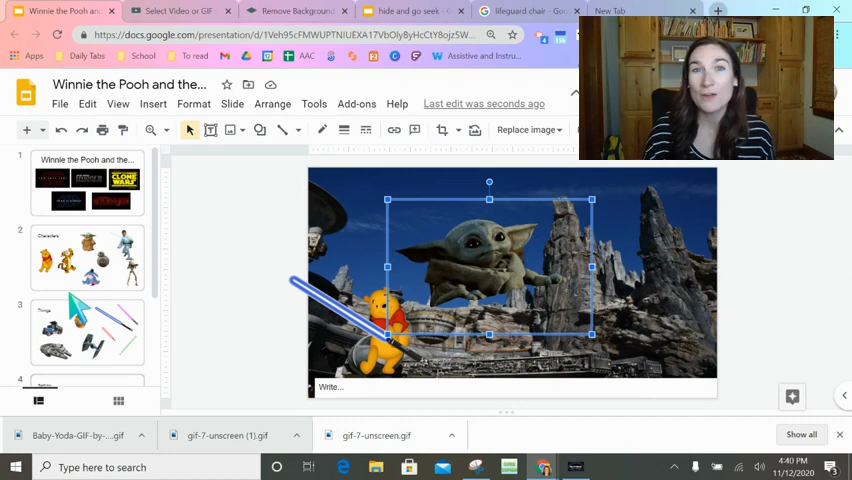 Winnie the Pooh and
Select Video or GIF
Remove Background
hide and go seek -
lifeguard chair -
New Tab
https://docs.google.com/presentation/d/1Veh95cFMWUPTNIUEXA17VbOlyByHcCtY8ojz5W...
Apps
Daily Tabs
School
To read
M
AAC
Assistive and Instru...
Winnie the Pooh and the...
File
Edit
View
Insert
Format
Slide
Arrange
Tools
Add-ons
Help
Last edit was seconds ago
Replace image
1
Winnie the Pooh and the...
CLONE
WARS
2
Characters
3
Things
4
Write...
Baby-Yoda-GIF-by-....gif
gif-7-unscreen (1).gif
gif-7-unscreen.gif
Show all
Type here to search
4:40 PM
11/12/2020